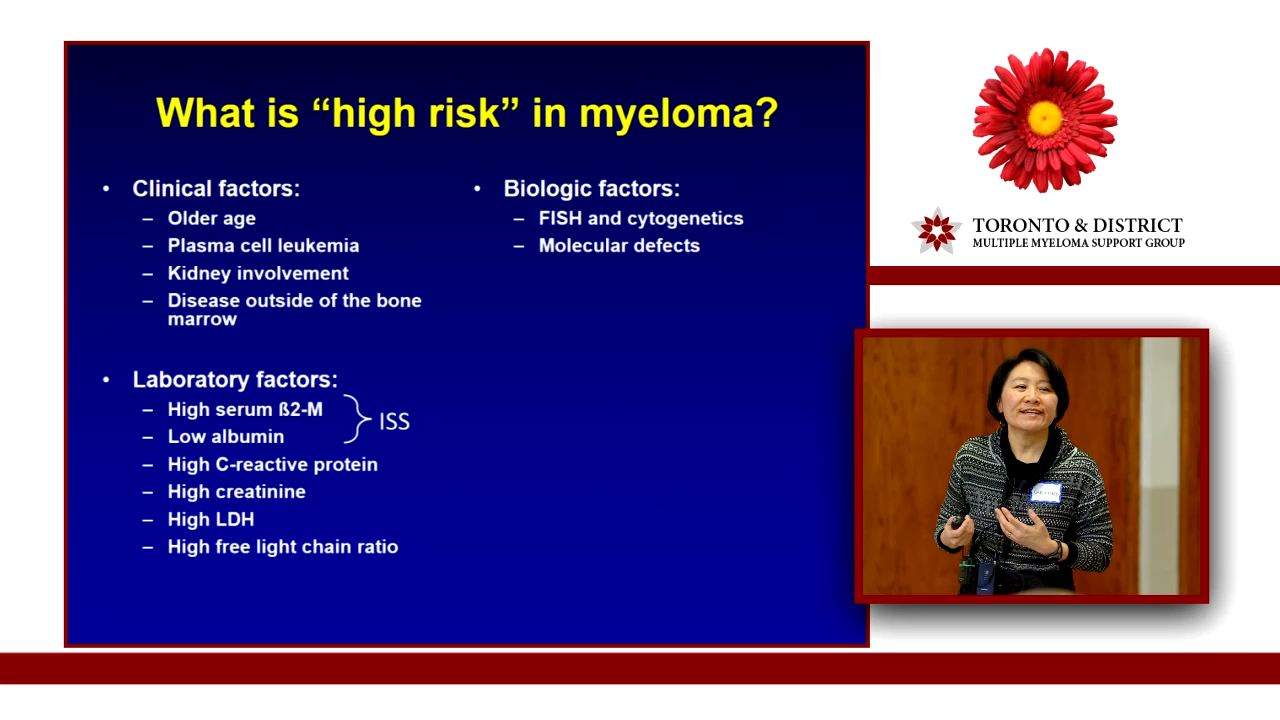 What is “high risk” in myeloma?
• Clinical factors:
– Older age
– Plasma cell leukemia
– Kidney involvement
– Disease outside of the bone
marrow
• Laboratory factors:
– High serum ß2-M
– Low albumin
ISS
– High C-reactive protein
– High creatinine
– High LDH
– High free light chain ratio
• Biologic factors:
– FISH and cytogenetics
– Molecular defects
TORONTO & DISTRICT
MULTIPLE MYELOMA SUPPORT GROUP